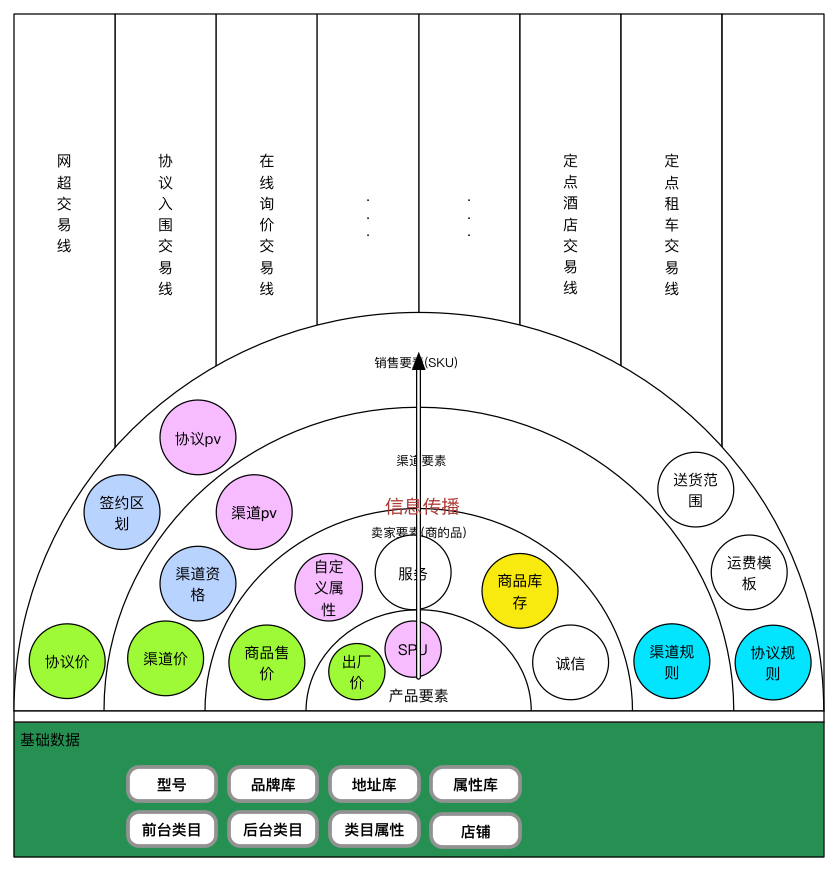 网超交易线
协议入围交易线
在线询价交易线
...
...
定点酒店交易线
定点租车交易线
销售要素(SKU)
协议pv
渠道要素
签约区
划
渠道pv
送货范
围
信息传播
卖家要素(商的品)
渠道资
格
自定
义属
性
服务
商品库
存
运费模
板
协议价
渠道价
商品售
价
出厂
价
SPU
诚信
渠道规
则
协议规
则
产品要素
基础数据
型号
品牌库
地址库
属性库
前台类目
后台类目
类目属性
店铺